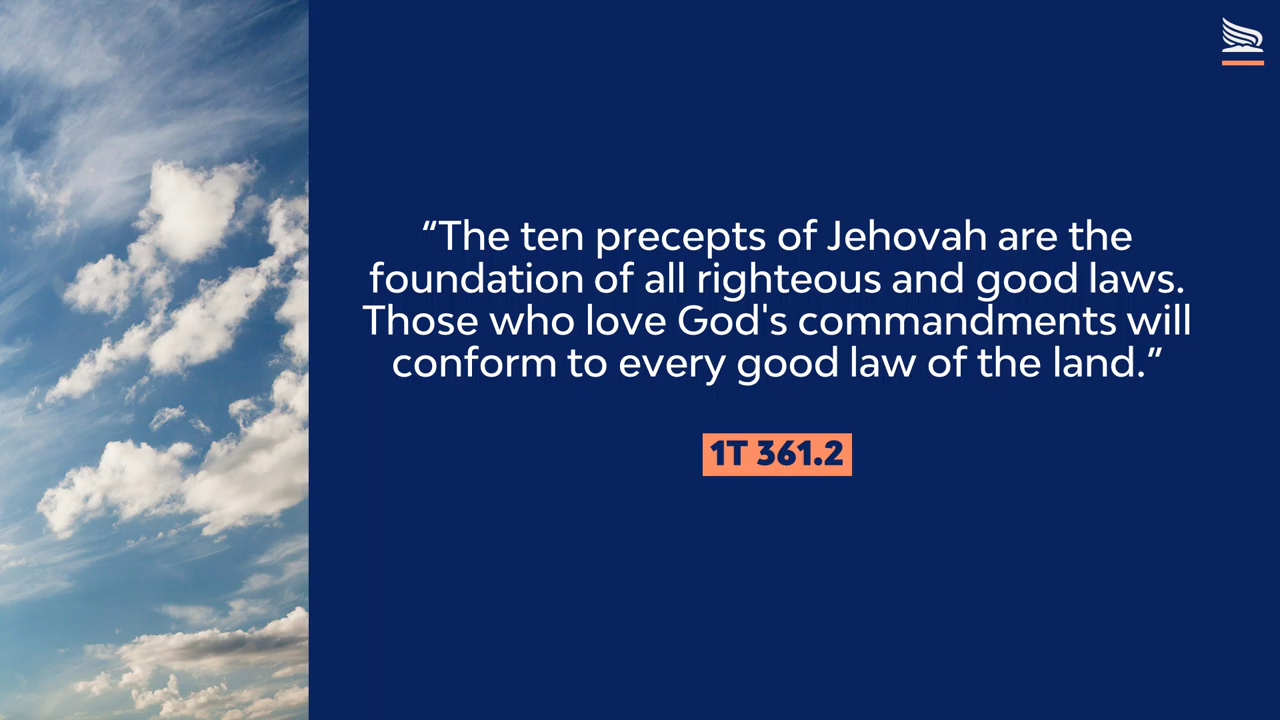 “The ten precepts of Jehovah are the
foundation of all righteous and good laws.
Those who love God's commandments will
conform to every good law of the land.”
1T 361.2